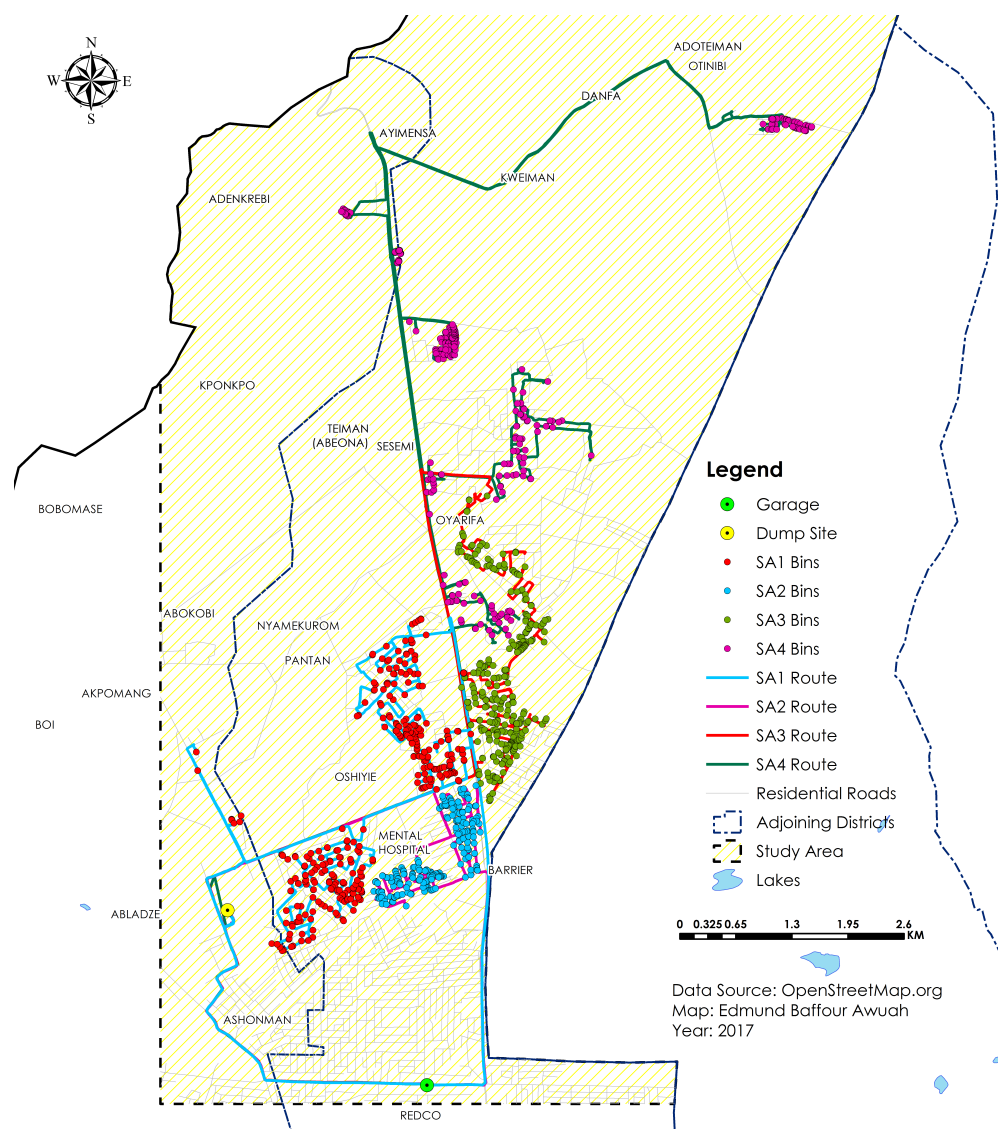 N
W E
S
ADOTEIMAN
OTINIBI
DANFA
AYIMENSA
KWEIMAN
ADENKREBI
KPONKPO
TEIMAN
(ABEONA)
SESEMI
BOBOMASE
OYARIFA
ABOKOBI
NYAMEKUROM
PANTAN
AKPOMANG
BOI
OSHIYIE
MENTAL
HOSPITAL
BARRIER
ABLADZE
ASHONMAN
REDCO
Legend
Garage
Dump Site
SA1 Bins
SA2 Bins
SA3 Bins
SA4 Bins
SA1 Route
SA2 Route
SA3 Route
SA4 Route
Residential Roads
Adjoining Districts
Study Area
Lakes
0 0.325 0.65 1.3 1.95 2.6
KM
Data Source: OpenStreetMap.org
Map: Edmund Baffour Awuah
Year: 2017